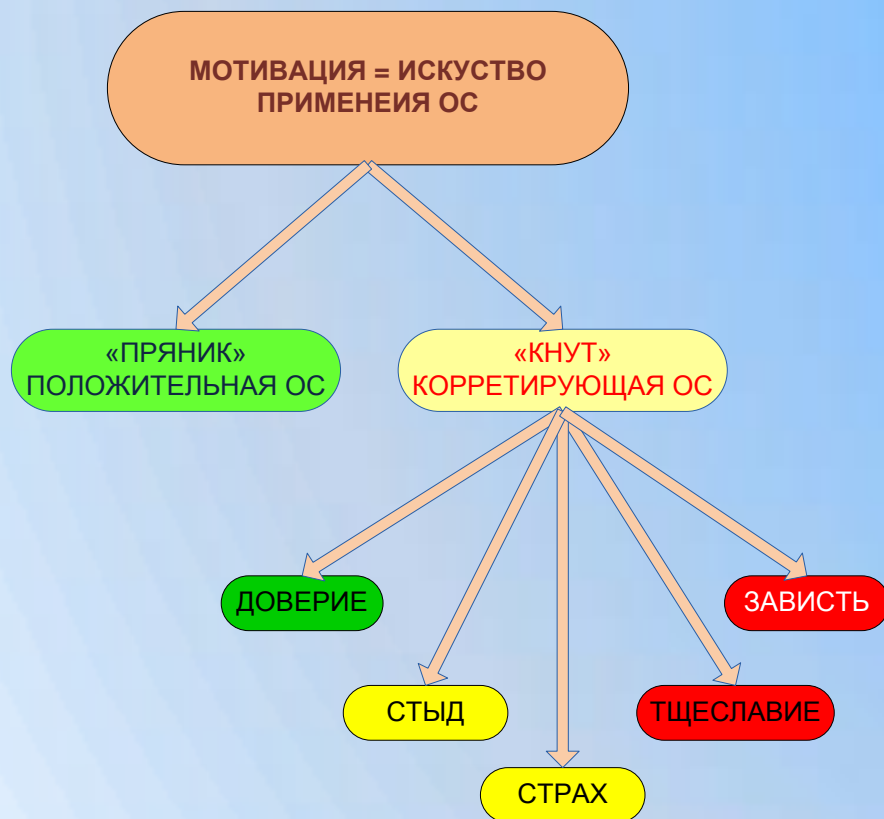 МОТИВАЦИЯ = ИСКУСТВО
ПРИМЕНЕИЯ ОС
«ПРЯНИК»
ПОЛОЖИТЕЛЬНАЯ ОС
«КНУТ»
КОРРЕТИРУЮЩАЯ ОС
ДОВЕРИЕ
ЗАВИСТЬ
СТЫД
ТЩЕСЛАВИЕ
СТРАХ